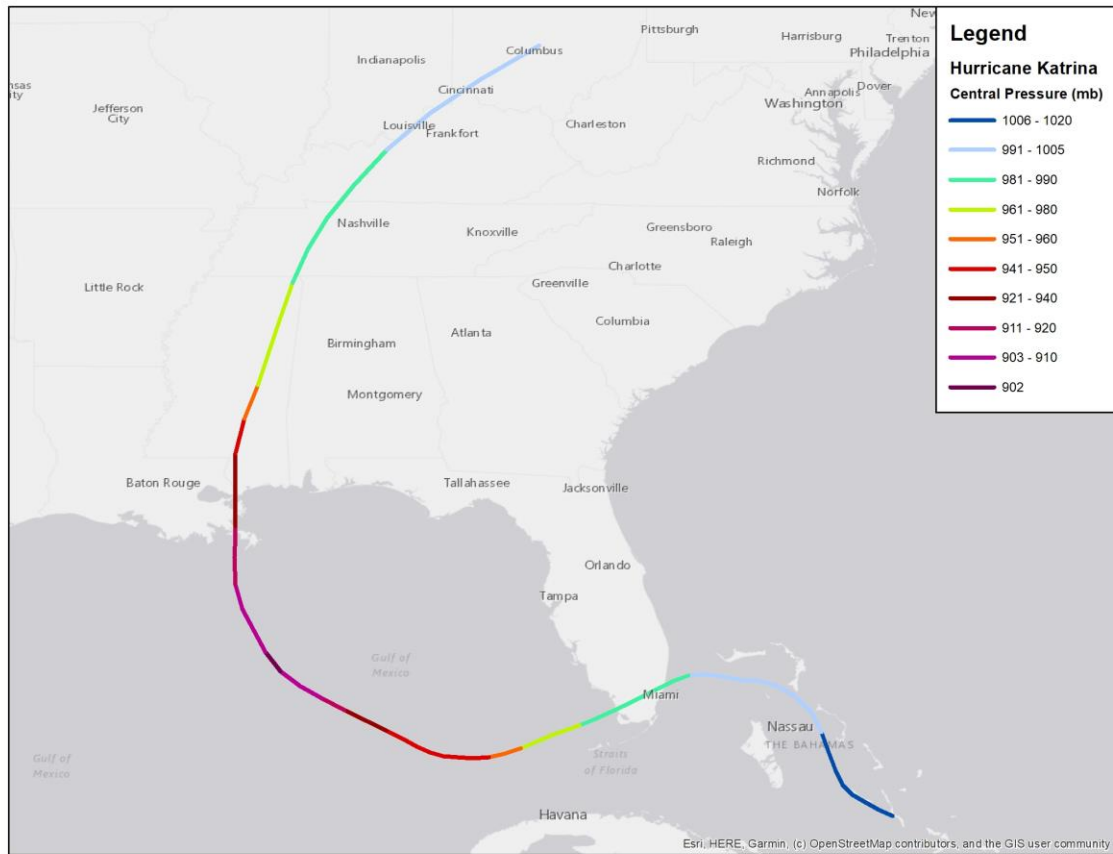 Pittsburgh
Harrisburg
New
Trenton
Philadelphia
Columbus
Indianapolis
nsas
ity
Cincinnati
Annapolis
Dover
Washington
Jefferson
City
Louisville
Frankfort
Charleston
Richmond
Norfolk
Nashville
Knoxville
Greensboro
Raleigh
Charlotte
Little Rock
Greenville
Columbia
Atlanta
Birmingham
Montgomery
Baton Rouge
Tallahassee
Jacksonville
Orlando
Tampa
Gulf of
Mexico
Miami
Nassau
THE BAHAMAS
Gulf of
Mexico
Straits
of Florida
Havana
Legend
Hurricane Katrina
Central Pressure (mb)
1006 - 1020
991 - 1005
981 - 990
961 - 980
951 - 960
941 - 950
921 - 940
911 - 920
903 - 910
902
Esri, HERE, Garmin, (c) OpenStreetMap contributors, and the GIS user community